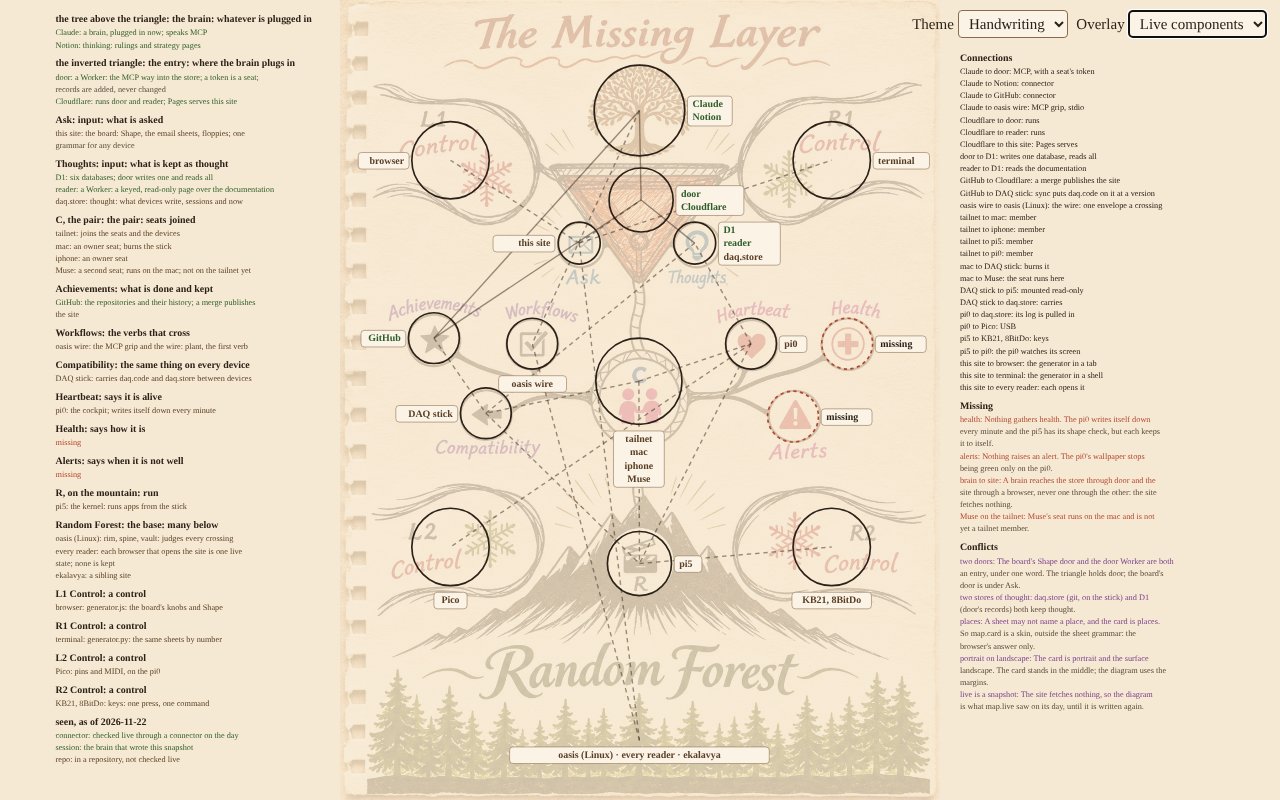 the tree above the triangle: the brain: whatever is plugged in
Claude: a brain, plugged in now; speaks MCP
Notion: thinking: rulings and strategy pages
the inverted triangle: the entry: where the brain plugs in
door: a Worker: the MCP way into the store; a token is a seat;
records are added, never changed
Cloudflare: runs door and reader; Pages serves this site
Ask: input: what is asked
this site: the board: Shape, the email sheets, floppies; one
grammar for any device
Thoughts: input: what is kept as thought
D1: six databases; door writes one and reads all
reader: a Worker: a keyed, read-only page over the documentation
daq.store: thought: what devices write, sessions and now
C, the pair: the pair: seats joined
tailnet: joins the seats and the devices
mac: an owner seat; burns the stick
iphone: an owner seat
Muse: a second seat; runs on the mac; not on the tailnet yet
Achievements: what is done and kept
GitHub: the repositories and their history; a merge publishes
the site
Workflows: the verbs that cross
oasis wire: the MCP grip and the wire: plant, the first verb
Compatibility: the same thing on every device
DAQ stick: carries daq.code and daq.store between devices
Heartbeat: says it is alive
pi0: the cockpit; writes itself down every minute
Health: says how it is
missing
Alerts: says when it is not well
missing
R, on the mountain: run
pi5: the kernel: runs apps from the stick
Random Forest: the base; many below
oasis (Linux): rim, spine, vault: judges every crossing
every reader: each browser that opens the site is one live
state; none is kept
ekalavya: a sibling site
L1 Control: a control
browser: generator.js: the board's knobs and Shape
R1 Control: a control
terminal: generator.py: the same sheets by number
L2 Control: a control
Pico: pins and MIDI, on the pi0
R2 Control: a control
KB21, 8BitDo: keys: one press, one command
seen, as of 2026-11-22
connector: checked live through a connector on the day
session: the brain that wrote this snapshot
repo: in a repository, not checked live
The Missing Layer
L1
Control
R1
Control
Claude
Notion
browser
terminal
door
Cloudflare
this site
D1
reader
daq.store
Ask
Thoughts
Achievements
Workflows
Heartbeat
Health
GitHub
pi0
missing
oasis wire
C
DAQ stick
missing
Compatibility
Alerts
tailnet
mac
iphone
Muse
L2
Control
R2
Control
pi5
R
Pico
KB21, 8BitDo
Random Forest
oasis (Linux) · every reader · ekalavya
Theme Handwriting Overlay Live components
Connections
Claude to door: MCP, with a seat's token
Claude to Notion: connector
Claude to GitHub: connector
Claude to oasis wire: MCP grip, stdio
Cloudflare to door: runs
Cloudflare to reader: runs
Cloudflare to this site: Pages serves
door to D1: writes one database, reads all
reader to D1: reads the documentation
GitHub to Cloudflare: a merge publishes the site
GitHub to DAQ stick: sync puts daq.code on it at a version
oasis wire to oasis (Linux): the wire: one envelope a crossing
tailnet to mac: member
tailnet to iphone: member
tailnet to pi5: member
tailnet to pi0: member
mac to DAQ stick: burns it
mac to Muse: the seat runs here
DAQ stick to pi5: mounted read-only
DAQ stick to daq.store: carries
pi0 to daq.store: its log is pulled in
pi0 to Pico: USB
pi5 to KB21, 8BitDo: keys
pi5 to pi0: the pi0 watches its screen
this site to browser: the generator in a tab
this site to terminal: the generator in a shell
this site to every reader: each opens it
Missing
health: Nothing gathers health. The pi0 writes itself down
every minute and the pi5 has its shape check, but each keeps
it to itself.
alerts: Nothing raises an alert. The pi0's wallpaper stops
being green only on the pi0.
brain to site: A brain reaches the store through door and the
site through a browser, never one through the other: the site
fetches nothing.
Muse on the tailnet: Muse's seat runs on the mac and is not
yet a tailnet member.
Conflicts
two doors: The board's Shape door and the door Worker are both
an entry, under one word. The triangle holds door; the board's
door is under Ask.
two stores of thought: daq.store (git, on the stick) and D1
(door's records) both keep thought.
places: A sheet may not name a place, and the card is places.
So map.card is a skin, outside the sheet grammar: the
browser's answer only.
portrait on landscape: The card is portrait and the surface
landscape. The card stands in the middle; the diagram uses the
margins.
live is a snapshot: The site fetches nothing, so the diagram
is what map.live saw on its day, until it is written again.